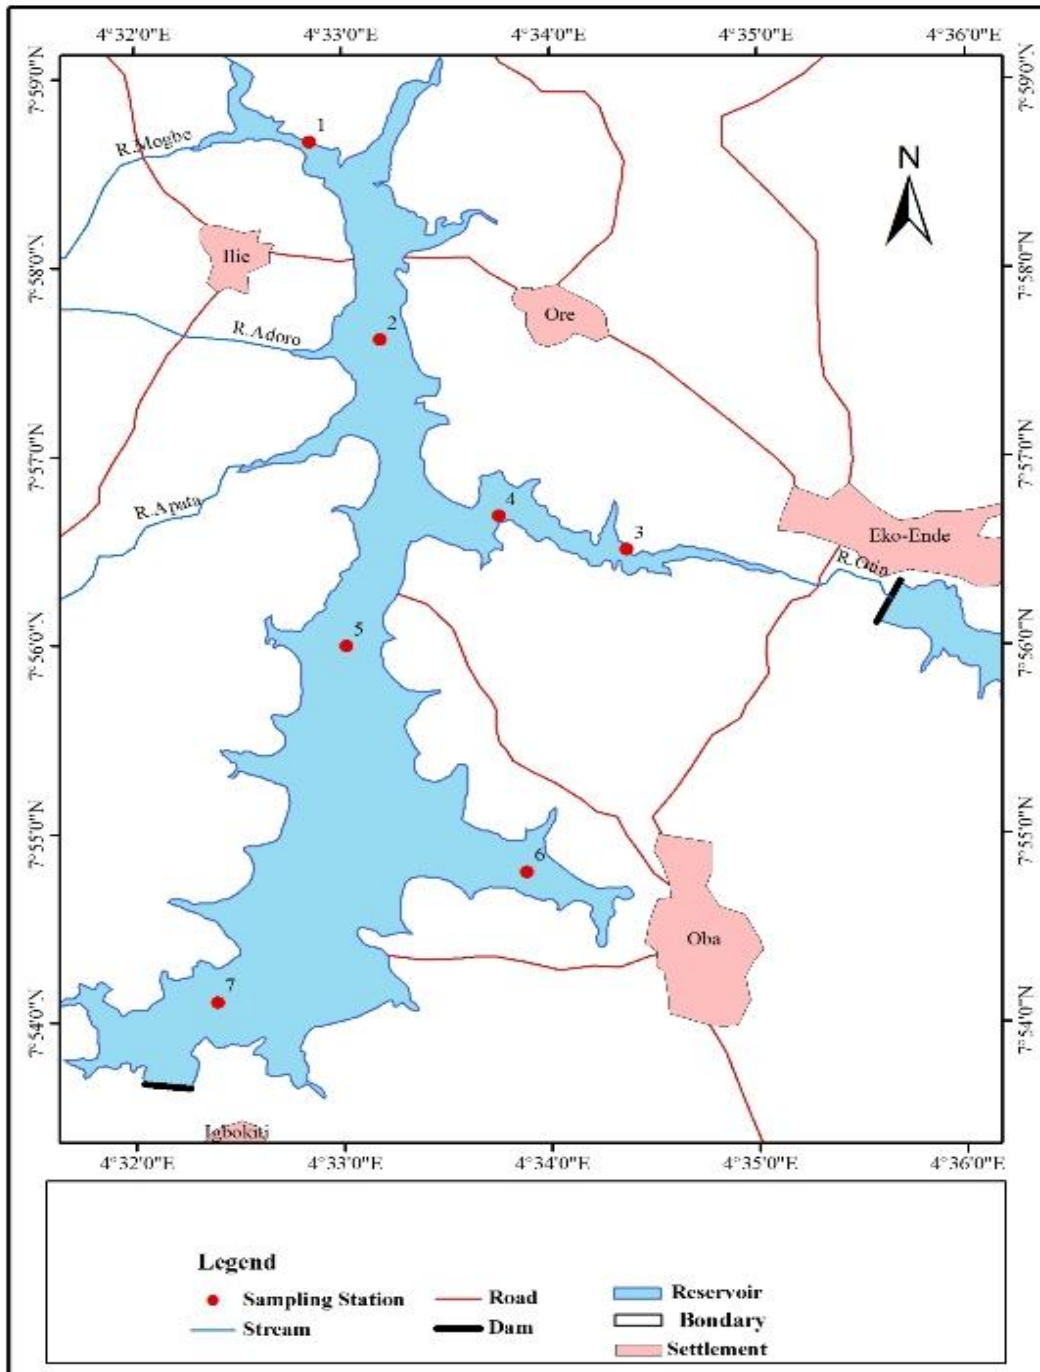 4°32'0"E 4°33'0"E 4°34'0"E 4°35'0"E 4°36'0"E
7°59'0"N 7°59'0"N
1
R.Mogbe
N
Ilie
7°58'0"N 7°58'0"N
Ore
2
R.Adoro
7°57'0"N 7°57'0"N
4
R.Apata
3
Eko-Ende
R.Otin
5
7°56'0"N 7°56'0"N
7°55'0"N 7°55'0"N
6
Oba
7
7°54'0"N 7°54'0"N
Igbokiti
4°32'0"E 4°33'0"E 4°34'0"E 4°35'0"E 4°36'0"E
Legend
Sampling Station Road Reservoir
Stream Dam Bondary
Settlement